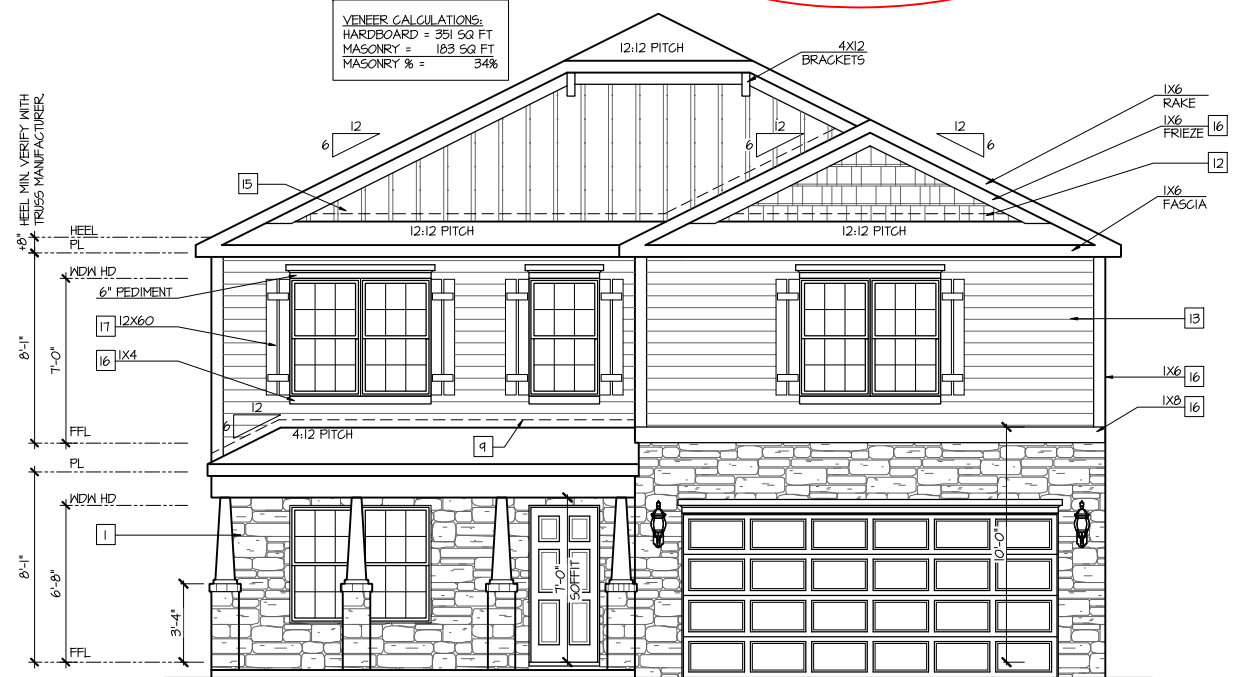 VENEER CALCULATIONS:
HARDBOARD = 351 SQ FT
MASONRY = 183 SQ FT
MASONRY % = 34%
12:12 PITCH
4X12
BRACKETS
+8" HEEL MIN. VERIFY WITH
TRUSS MANUFACTURER.
12
6
12
6
12
6
1X6
RAKE
1X6
FRIEZE
16
12
1X6
FASCIA
15
HEEL
PL
12:12 PITCH
12:12 PITCH
WDW HD
6" PEDIMENT
17
12X60
16
1X4
13
1X6
16
1X8
16
8'-1"
7'-0"
12
6
4:12 PITCH
9
FFL
PL
WDW HD
1
8'-1"
6'-8"
3'-4"
7'-0"
SOFFIT
10'-0"
FFL